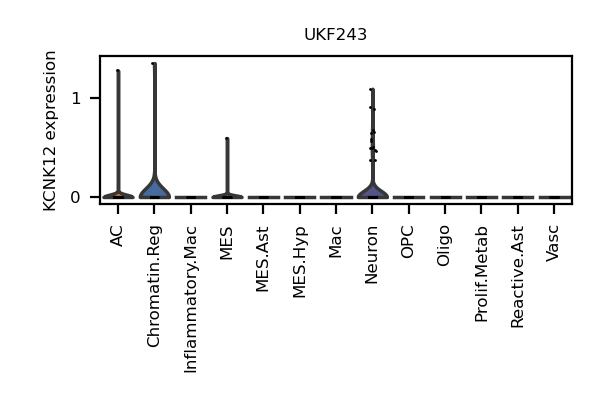 UKF243
KCNK12 expression
1
0
AC
Chromatin.Reg
Inflammatory.Mac
MES
MES.Ast
MES.Hyp
Mac
Neuron
OPC
Oligo
Prolif.Metab
Reactive.Ast
Vasc